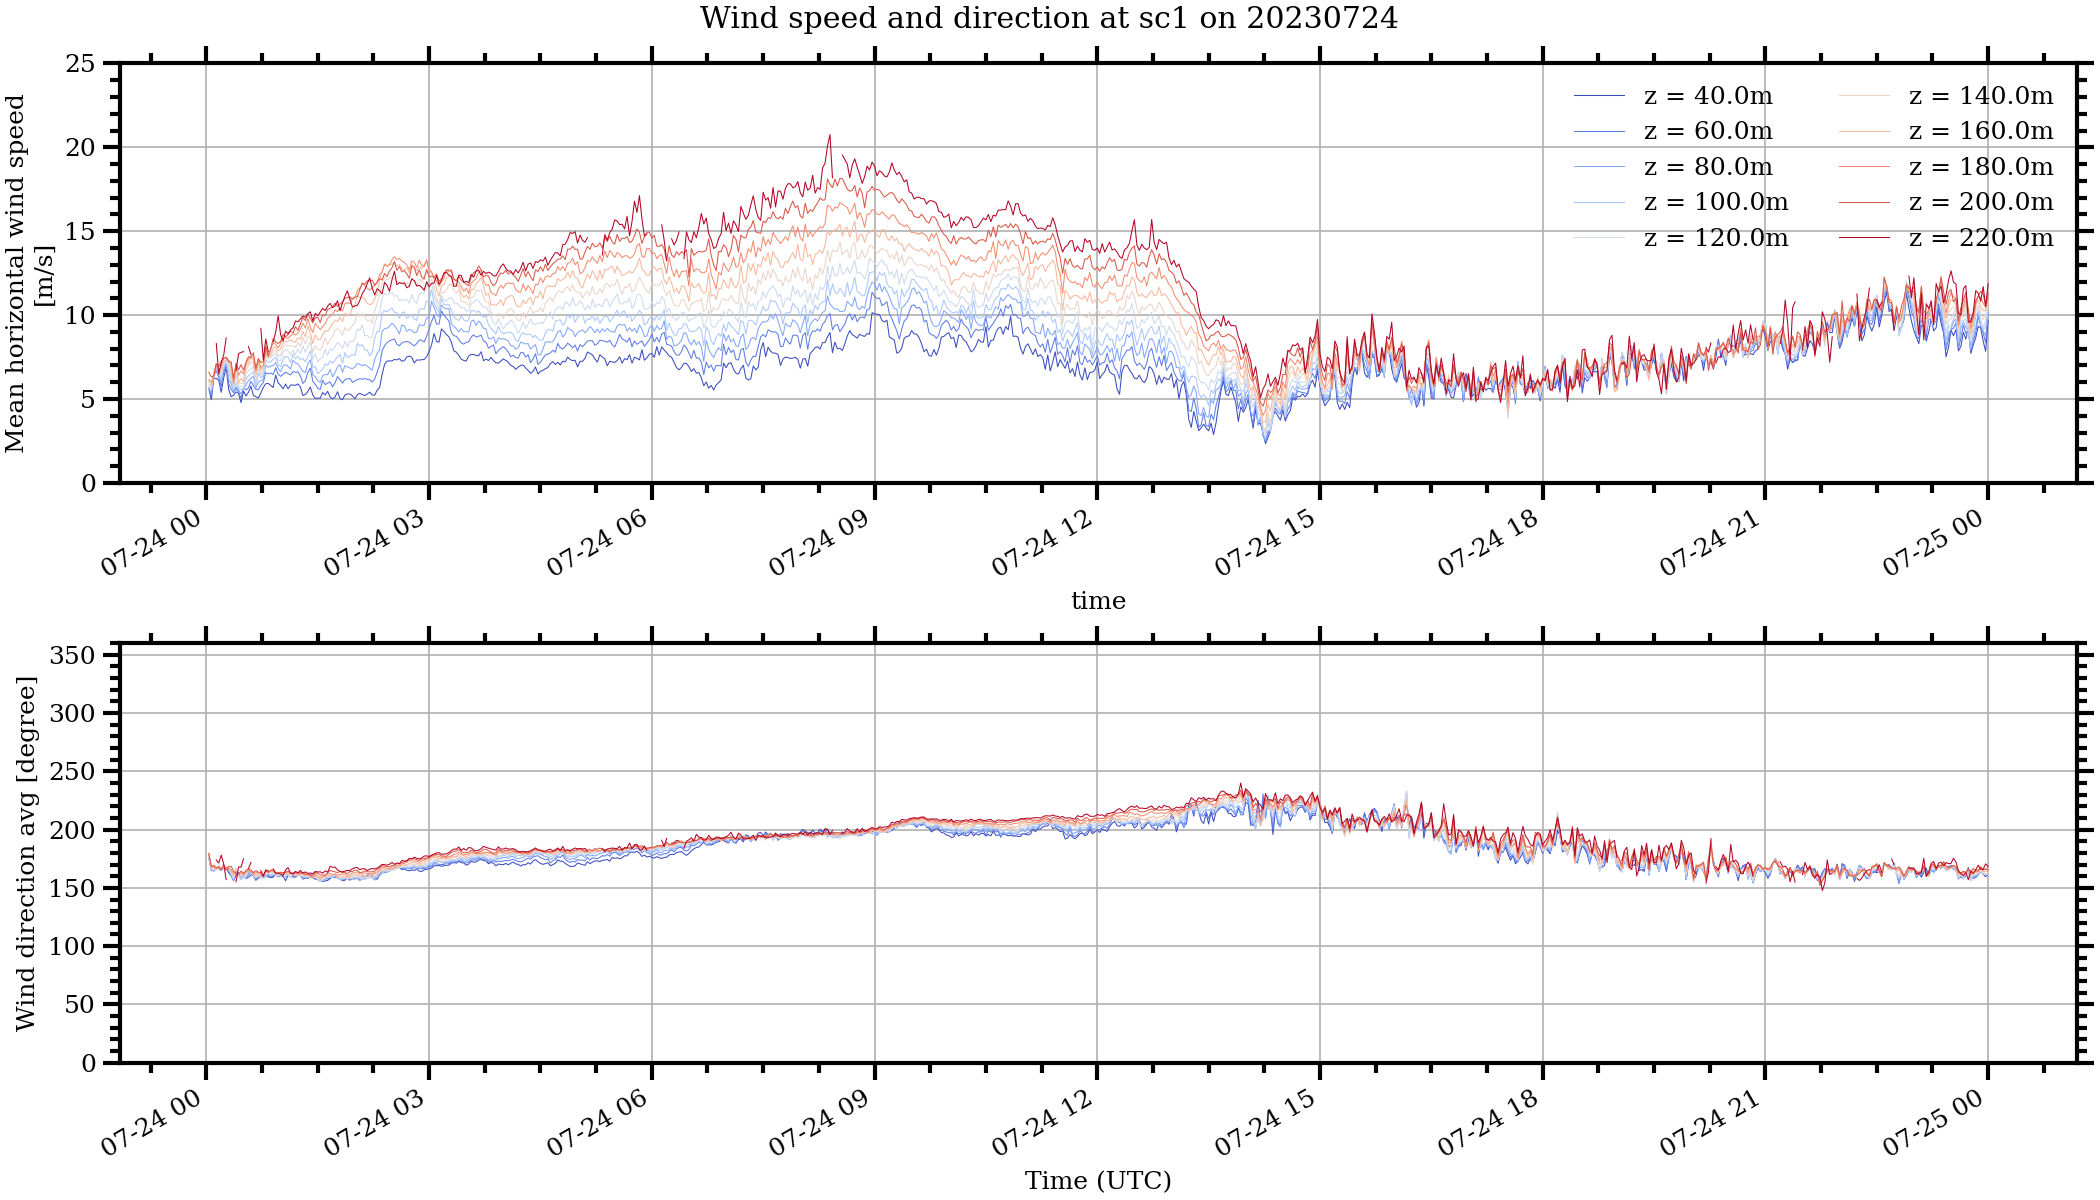 Wind speed and direction at sc1 on 20230724
Mean horizontal wind speed
[m/s]
25
20
15
10
5
0
z = 40.0m
z = 60.0m
z = 80.0m
z = 100.0m
z = 120.0m
z = 140.0m
z = 160.0m
z = 180.0m
z = 200.0m
z = 220.0m
07-24 00
07-24 03
07-24 06
07-24 09
07-24 12
07-24 15
07-24 18
07-24 21
07-25 00
time
Wind direction avg [degree]
350
300
250
200
150
100
50
0
07-24 00
07-24 03
07-24 06
07-24 09
07-24 12
07-24 15
07-24 18
07-24 21
07-25 00
Time (UTC)